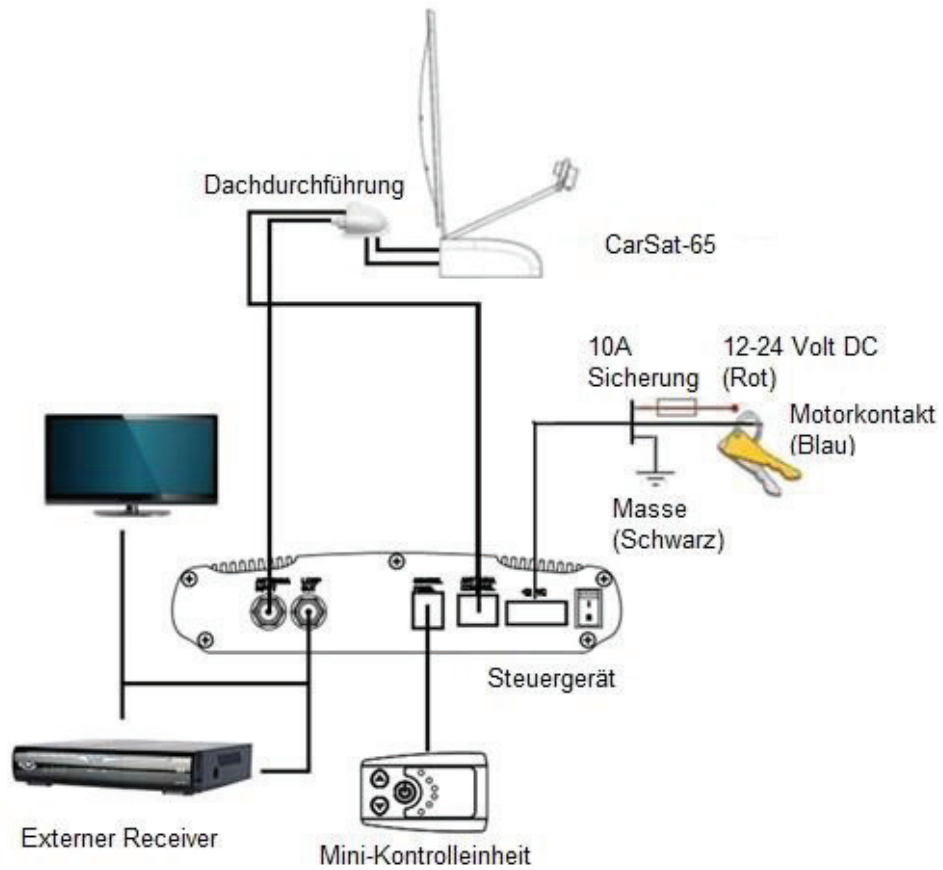 Dachdurchführung
CarSat-65
10A
Sicherung
12-24 Volt DC
(Rot)
Motorkontakt
(Blau)
Masse
(Schwarz)
Steuergerät
Externer Receiver
Mini-Kontrolleinheit